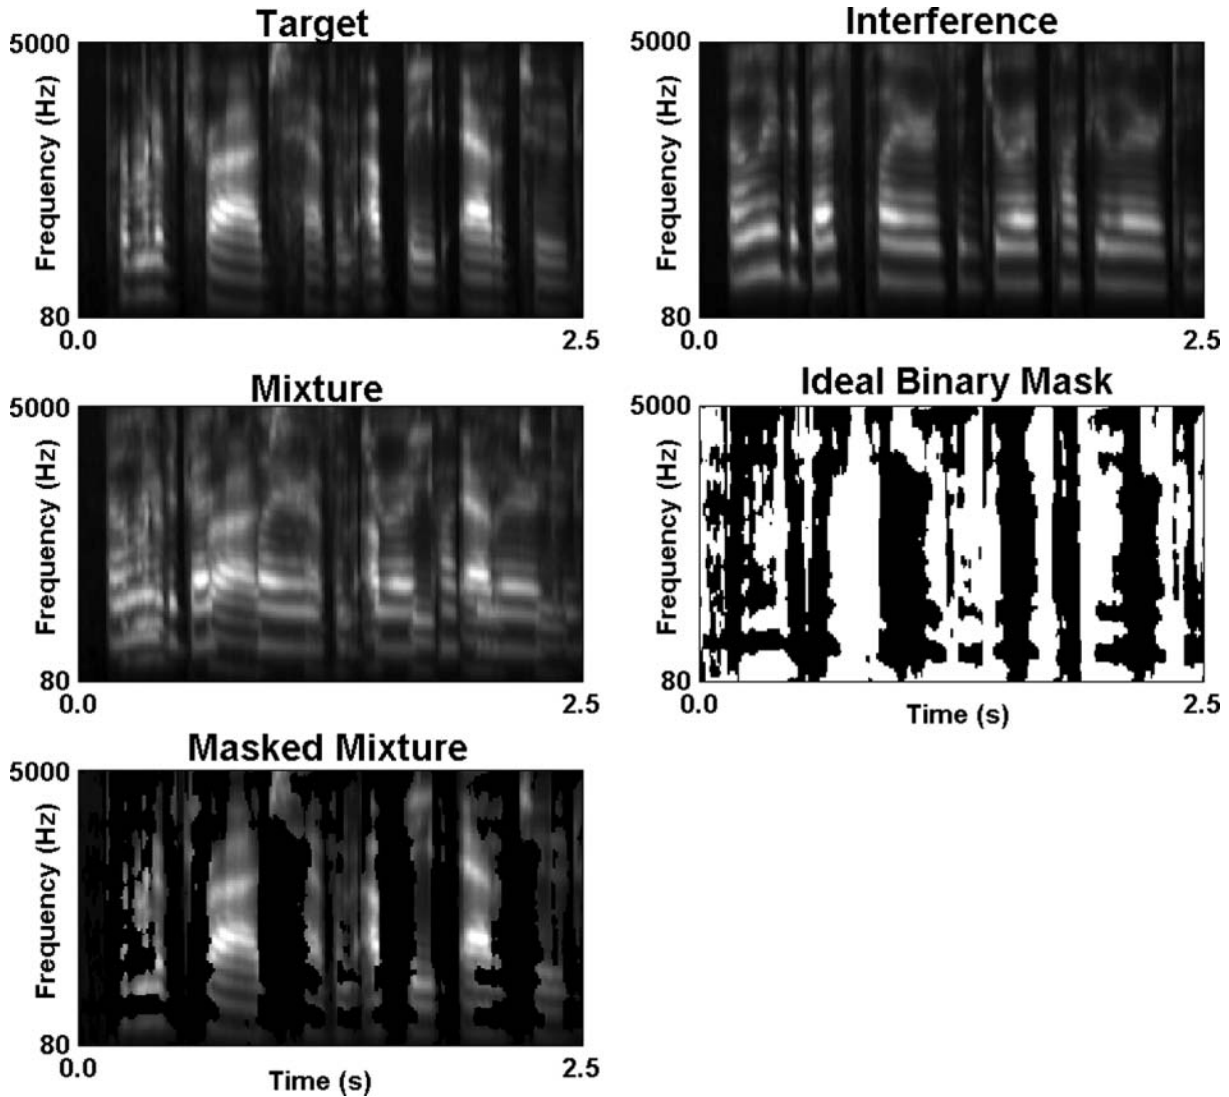 Target
5000
Frequency (Hz)
80
0.0
2.5
Interference
5000
Frequency (Hz)
80
0.0
2.5
Mixture
5000
Frequency (Hz)
80
0.0
2.5
Ideal Binary Mask
5000
Frequency (Hz)
80
0.0
Time (s)
2.5
Masked Mixture
5000
Frequency (Hz)
80
0.0
Time (s)
2.5